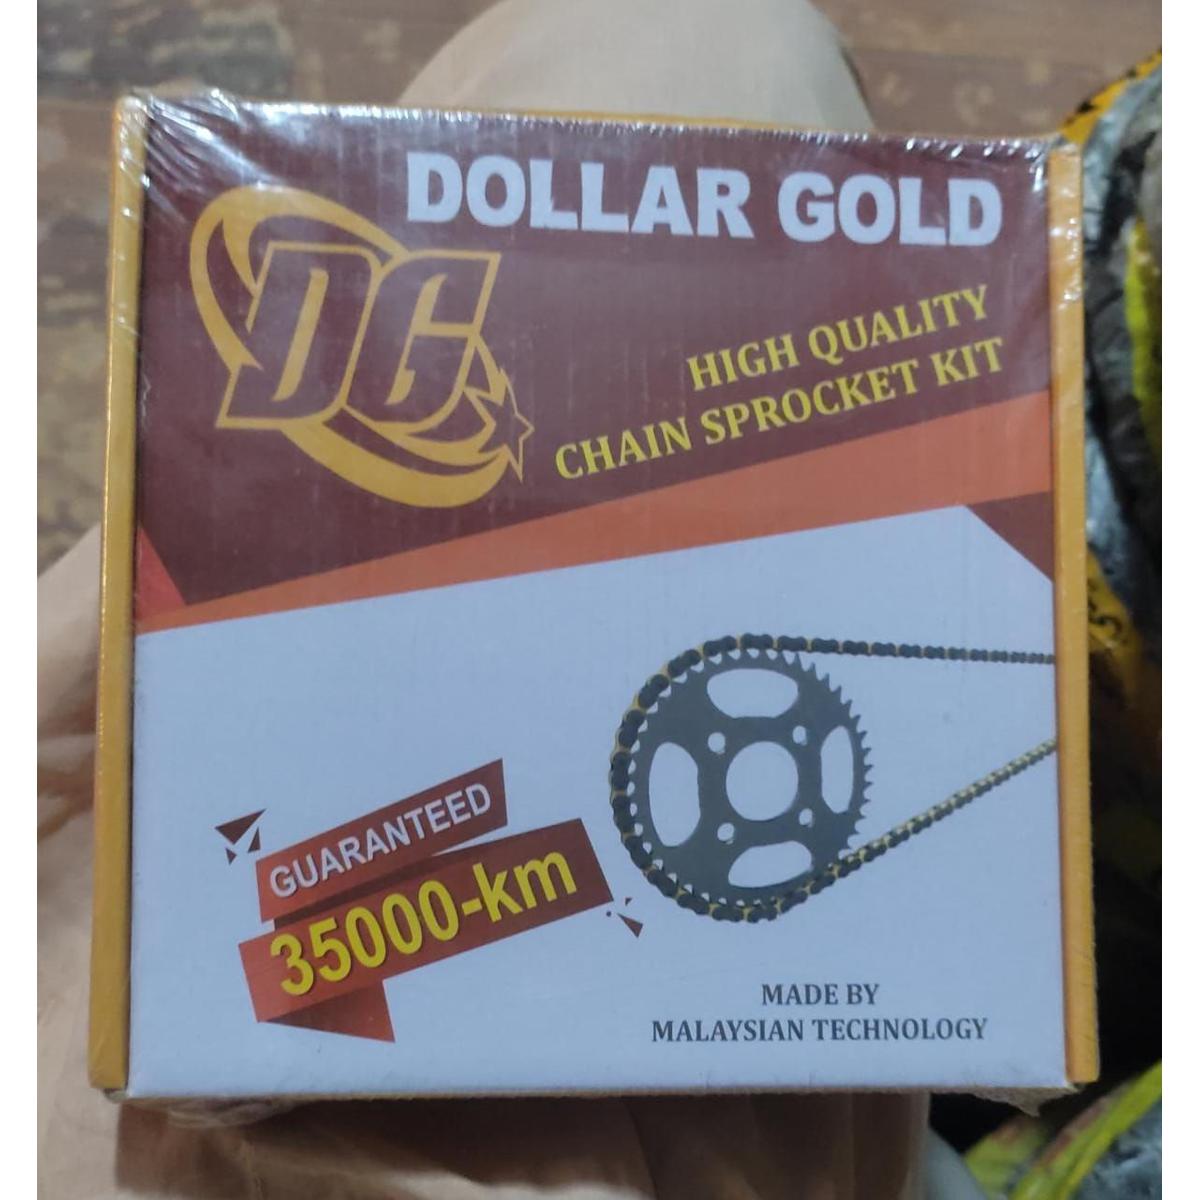 DOLLAR GOLD
DG
HIGH QUALITY
CHAIN SPROCKET KIT
GUARANTEED
35000-km
MADE BY
MALAYSIAN TECHNOLOGY